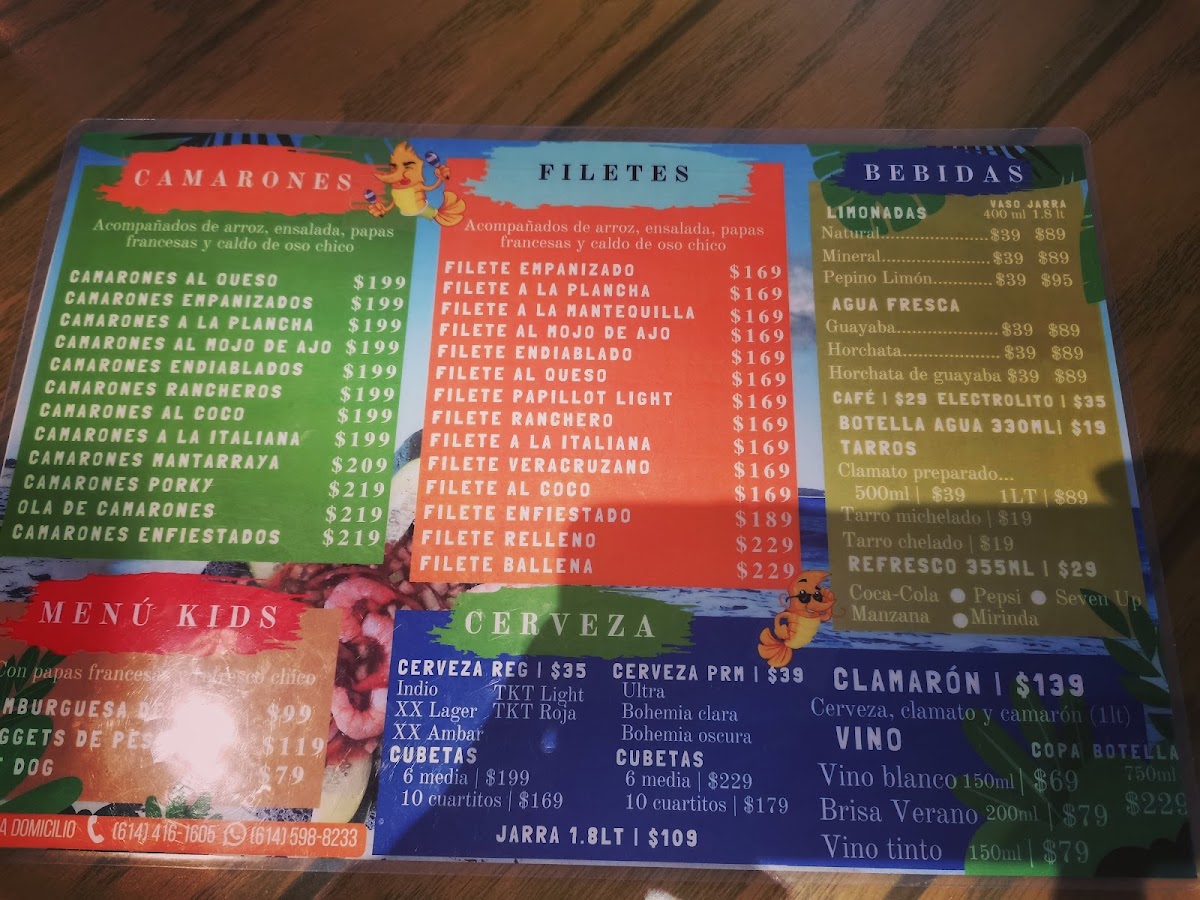 CAMARONES
Acompañados de arroz, ensalada, papas
francesas y caldo de oso chico
CAMARONES AL QUESO $199
CAMARONES EMPANIZADOS $199
CAMARONES A LA PLANCHA $199
CAMARONES AL MOJO DE AJO $199
CAMARONES ENDIABLADOS $199
CAMARONES RANCHEROS $199
CAMARONES AL COCO $199
CAMARONES A LA ITALIANA $199
CAMARONES MANTARRAYA $209
CAMARONES PORKY $219
OLA DE CAMARONES $219
CAMARONES ENFIESTADOS $219
FILETES
Acompañados de arroz, ensalada, papas
francesas y caldo de oso chico
FILETE EMPANIZADO $169
FILETE A LA PLANCHA $169
FILETE A LA MANTEQUILLA $169
FILETE AL MOJO DE AJO $169
FILETE ENDIABLADO $169
FILETE AL QUESO $169
FILETE PAPILLOT LIGHT $169
FILETE RANCHERO $169
FILETE A LA ITALIANA $169
FILETE VERACRUZANO $169
FILETE AL COCO $169
FILETE ENFIESTADO $189
FILETE RELLENO $229
FILETE BALLENA $229
BEBIDAS
VASO JARRA
LIMONADAS 400 ml 1.8 lt
Natural.....................$39 $89
Mineral.....................$39 $89
Pepino Limón............$39 $95
AGUA FRESCA
Guayaba.....................$39 $89
Horchata...................$39 $89
Horchata de guayaba $39 $89
CAFÉ | $29 ELECTROLITO | $35
BOTELLA AGUA 330ML| $19
TARROS
Clamato preparado...
500ml | $39 1LT | $89
Tarro michelado | $19
Tarro chelado | $19
REFRESCO 355ML | $29
Coca-Cola Pepsi Seven Up
Manzana Mirinda
MENÚ KIDS
Con papas francesas refresco chico
MBURGUESA DE $99
GGETS DE PES $119
T DOG $79
A DOMICILIO (614) 416-1605 (614) 598-8233
CERVEZA
CERVEZA REG | $35
Indio TKT Light
XX Lager TKT Roja
XX Ambar
CUBETAS
6 media | $199
10 cuartitos | $169
CERVEZA PRM | $39
Ultra
Bohemia clara
Bohemia oscura
CUBETAS
6 media | $229
10 cuartitos | $179
JARRA 1.8LT | $109
CLAMARÓN | $139
Cerveza, clamato y camarón (1lt)
VINO COPA BOTELLA
750ml
Vino blanco 150ml | $69
$229
Brisa Verano 200ml | $79
Vino tinto 150ml | $79